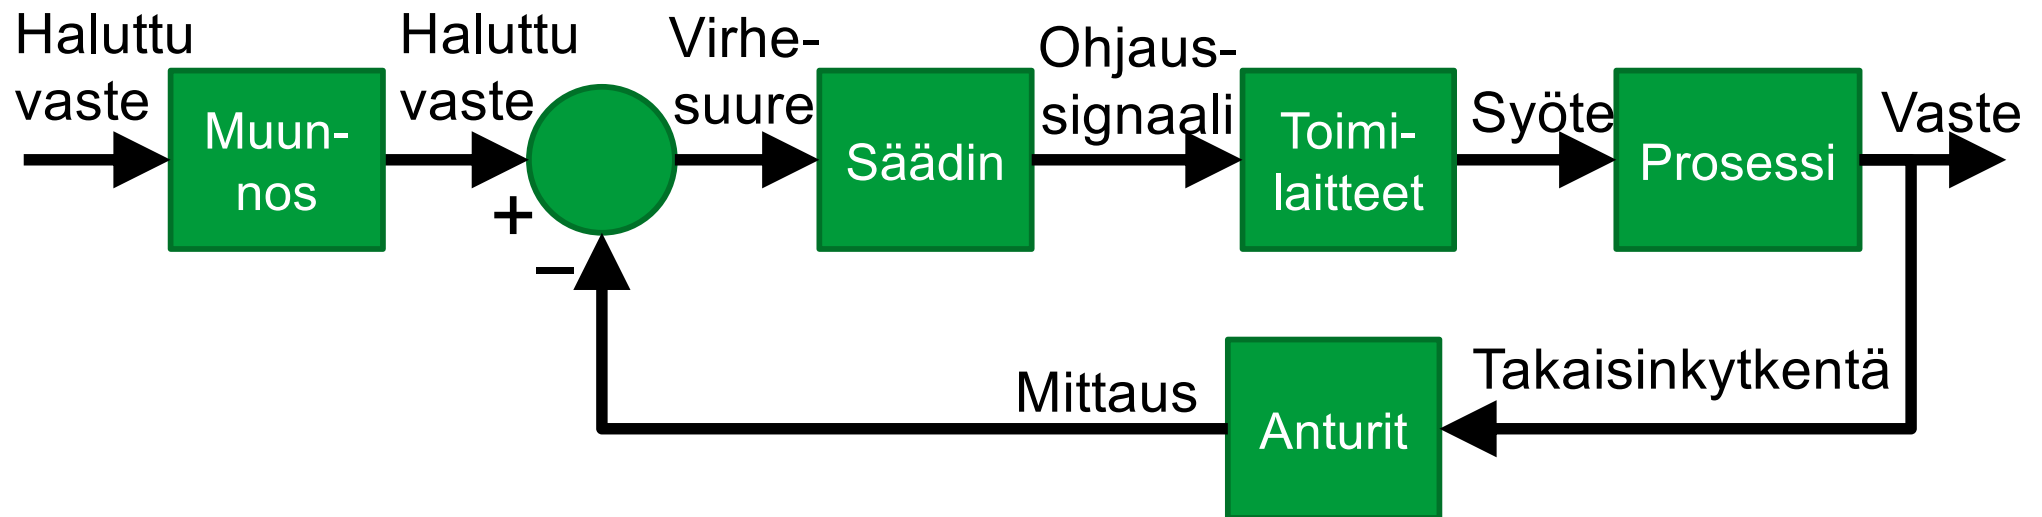 Haluttu
vaste
Muun-
nos
Haluttu
vaste
+
–
Virhe-
suure
Säädin
Ohjaus-
signaali
Toimi-
laitteet
Syöte
Prosessi
Vaste
Takaisinkytkentä
Anturit
Mittaus